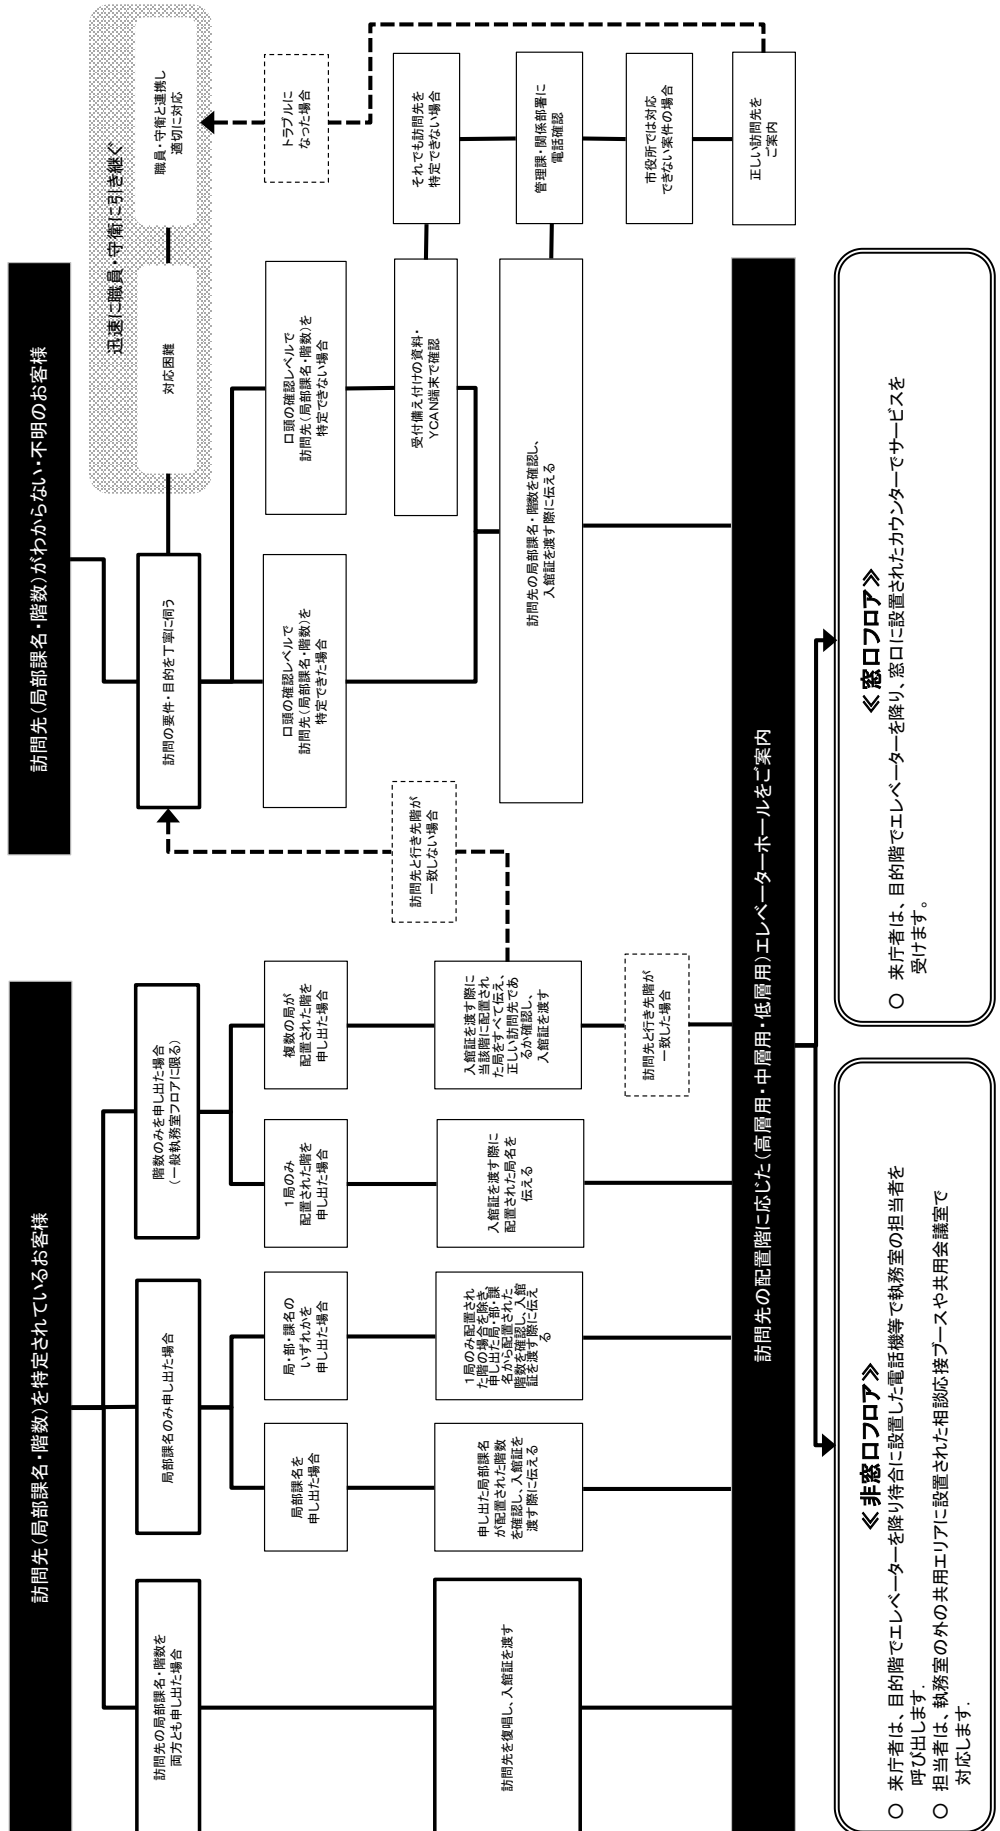 訪問先(局部課名・階数)を特定されているお客様
訪問先の局部課名・階数を
両方とも申し出た場合
局部課名のみ申し出た場合
階数のみを申し出た場合
(一般執務室フロアに限る)
局部課名を
申し出た場合
局・部・課名の
いずれかを
申し出た場合
1局のみ
配置された階を
申し出た場合
複数の局が
配置された階を
申し出た場合
訪問先を復唱し、入館証を渡す
申し出た局部課名
が配置された階数
を確認し、入館証を
渡す際に伝える
1局のみ配置され
た階の場合を除き、
申し出た局・部・課
名から配置された
階数を確認し、入館
証を渡す際に伝え
る
入館証を渡す際に
配置された局名を
伝える
入館証を渡す際に
当該階に配置され
た局をすべて伝え、
正しい訪問先であ
るか確認し、
入館証を渡す
訪問先と行き先階が
一致しない場合
訪問先と行き先階が
一致した場合
訪問先(局部課名・階数)がわからない・不明のお客様
訪問の要件・目的を丁寧に伺う
迅速に職員・守衛に引き継ぐ
対応困難
職員・守衛と連携し
適切に対応
口頭の確認レベルで
訪問先(局部課名・階数)を
特定できた場合
口頭の確認レベルで
訪問先(局部課名・階数)を
特定できない場合
トラブルに
なった場合
受付備え付けの資料・
YCAN端末で確認
それでも訪問先を
特定できない場合
訪問先の局部課名・階数を確認し、
入館証を渡す際に伝える
管理課・関係部署に
電話確認
市役所では対応
できない案件の場合
正しい訪問先を
ご案内
訪問先の配置階に応じた(高層用・中層用・低層用)エレベーターホールをご案内
≪非窓口フロア≫
○ 来庁者は、目的階でエレベーターを降り待合に設置した電話機等で執務室の担当者を
呼び出します.
○ 担当者は、執務室の外の共用エリアに設置された相談応接ブースや共用会議室で
対応します.
≪窓口フロア≫
○ 来庁者は、目的階でエレベーターを降り、窓口に設置されたカウンターでサービスを
受けます。